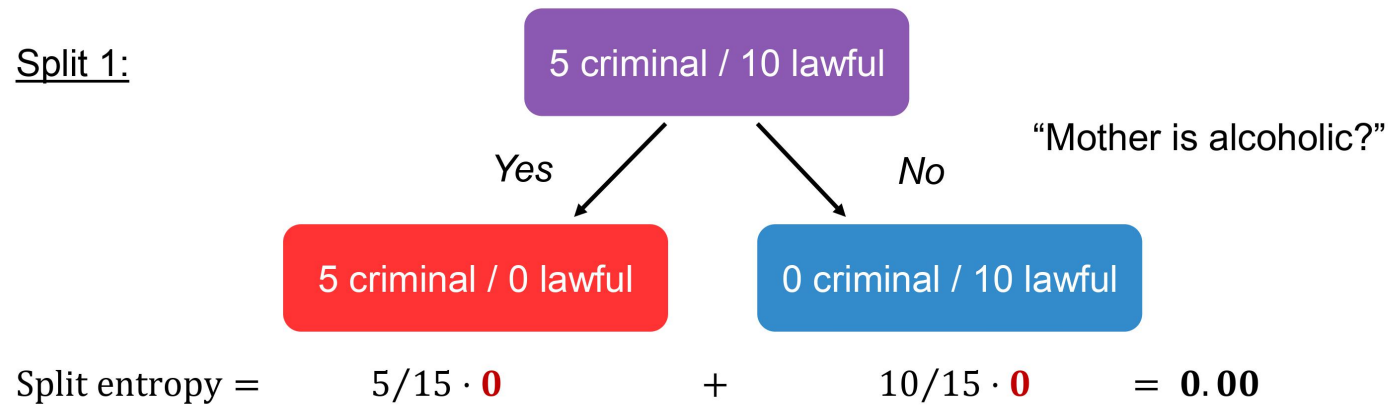 Split 1:
5 criminal / 10 lawful
“Mother is alcoholic?”
Yes
No
5 criminal / 0 lawful
0 criminal / 10 lawful
Split entropy = 5/15 · 0 + 10/15 · 0 = 0.00